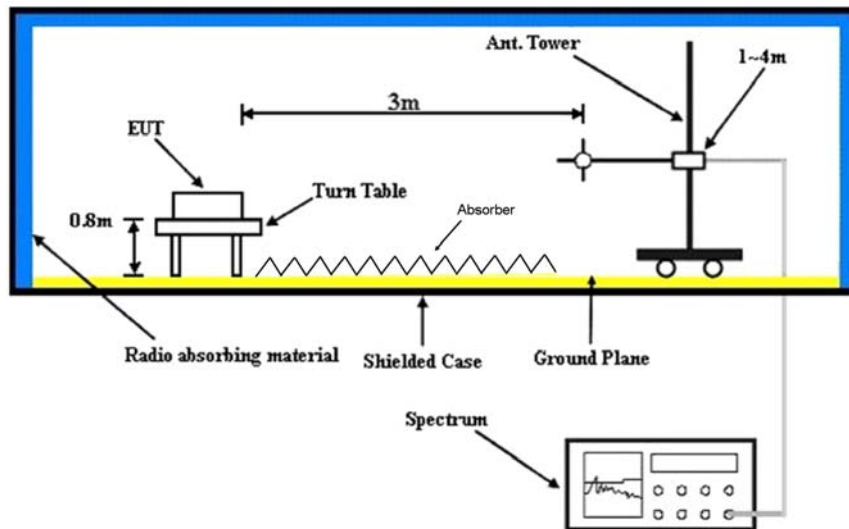 Ant. Tower
1~4m
3m
EUT
Turn Table
0.8m
Absorber
Radio absorbing material
Shielded Case
Ground Plane
Spectrum